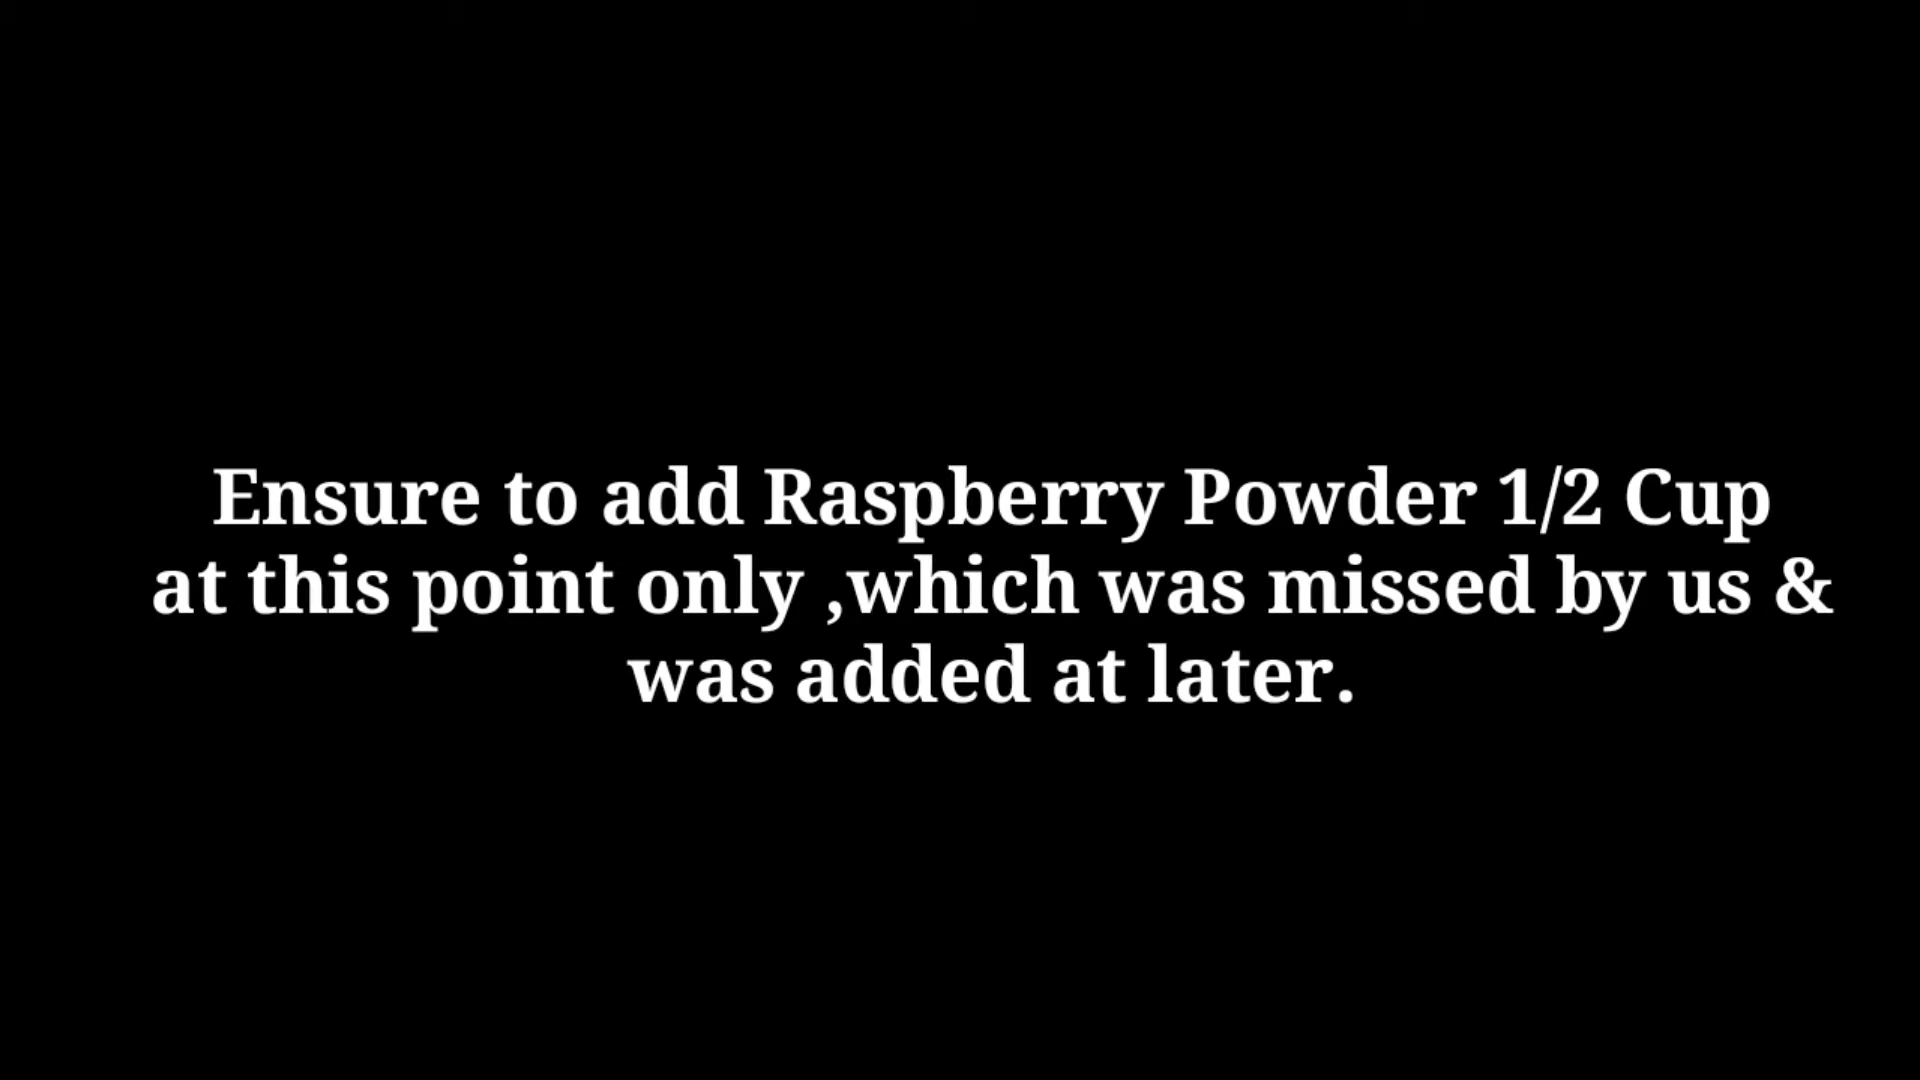 Ensure to add Raspberry Powder 1/2 Cup
at this point only ,which was missed by us &
was added at later.